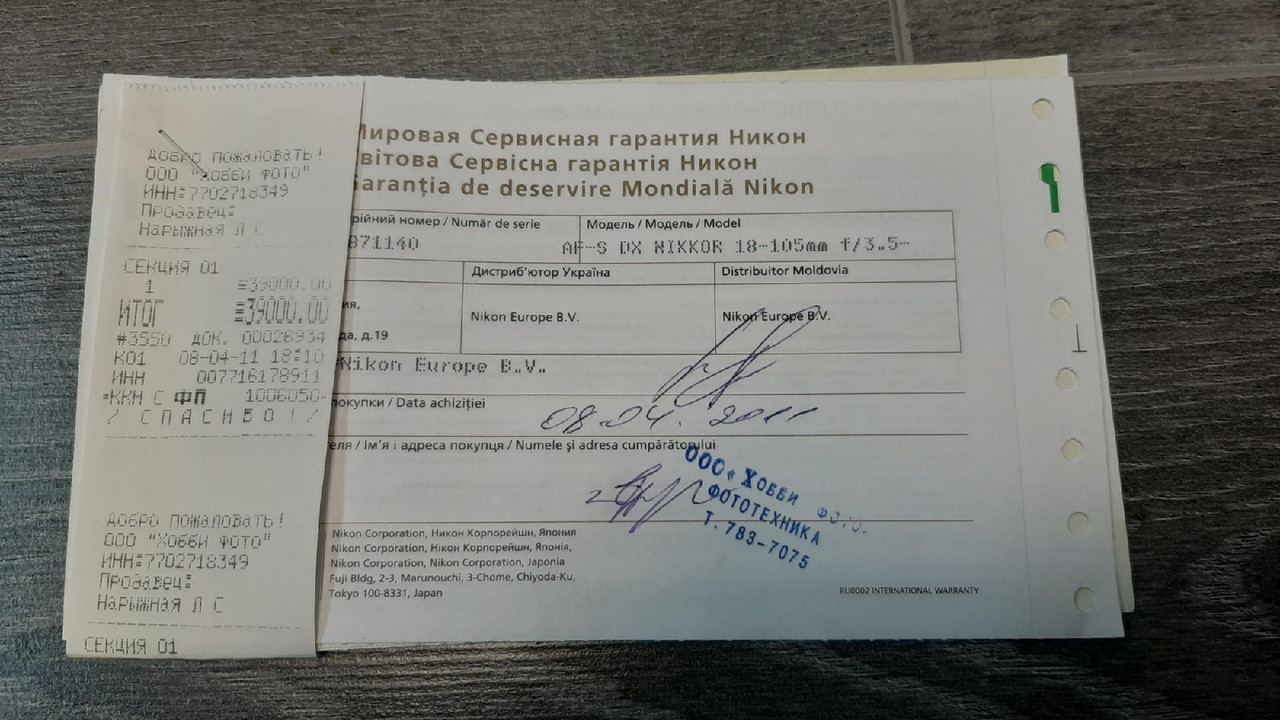 Добро пожаловать!
ООО "Хобби Фото"
ИНН:7702718349
Продавец:
Нарыжная Л С
СЕКЦИЯ 01
1 ≡39000.00
ИТОГ ≡39000.00
#3550 ДОК. 00028934
К01 08-04-11 18:10
ИНН 007716178911
=ККМ С ФП 1006050=
/ С П А С И Б О ! /
Добро пожаловать!
ООО "Хобби Фото"
ИНН:7702718349
Продавец:
Нарыжная Л С
СЕКЦИЯ 01
Мировая Сервисная гарантия Никон
вітова Сервісна гарантія Никон
Garanția de deservire Mondială Nikon
рійний номер / Număr de serie
871140
Модель / Модель / Model
AF-S DX NIKKOR 18-105mm f/3.5-
Дистриб'ютор Україна
Distribuitor Moldovia
ия,
да, д.19
Nikon Europe B.V.
Nikon Europe B.V.
Nikon Europe B.V.
покупки / Data achiziției
08.04.2011
еля / Ім'я і адреса покупця / Numele și adresa cumpărătorului
ООО "Хобби Фото"
ФОТОТЕХНИКА
Т. 783-7075
Nikon Corporation, Никон Корпорейшн, Япония
Nikon Corporation, Нікон Корпорейшн, Японія,
Nikon Corporation, Nikon Corporation, Japonia
Fuji Bldg, 2-3, Marunouchi, 3-Chome, Chiyoda-Ku,
Tokyo 100-8331, Japan
RU0002 INTERNATIONAL WARRANTY